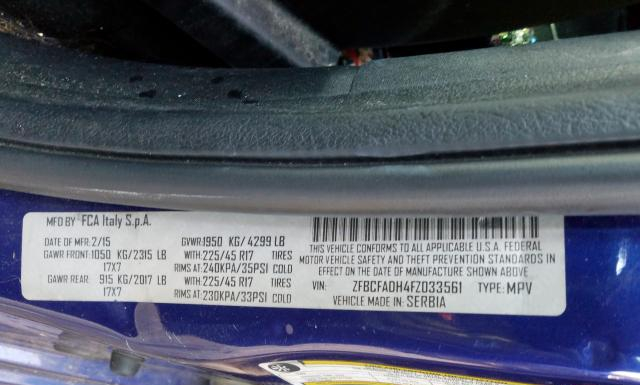 MFD BY FCA Italy S.p.A.
DATE OF MFR: 2/15 GVWR: 1950 KG/ 4299 LB
GAWR FRONT: 1050 KG/2315 LB WITH: 225/45 R17 TIRES
17X7 RIMS AT: 240KPA/35PSI COLD
GAWR REAR: 915 KG/2017 LB WITH: 225/45 R17 TIRES
17X7 RIMS AT: 230KPA/33PSI COLD
THIS VEHICLE CONFORMS TO ALL APPLICABLE U.S.A. FEDERAL
MOTOR VEHICLE SAFETY AND THEFT PREVENTION STANDARDS IN
EFFECT ON THE DATE OF MANUFACTURE SHOWN ABOVE.
VIN: ZFBCFADH4FZ033561 TYPE: MPV
VEHICLE MADE IN: SERBIA